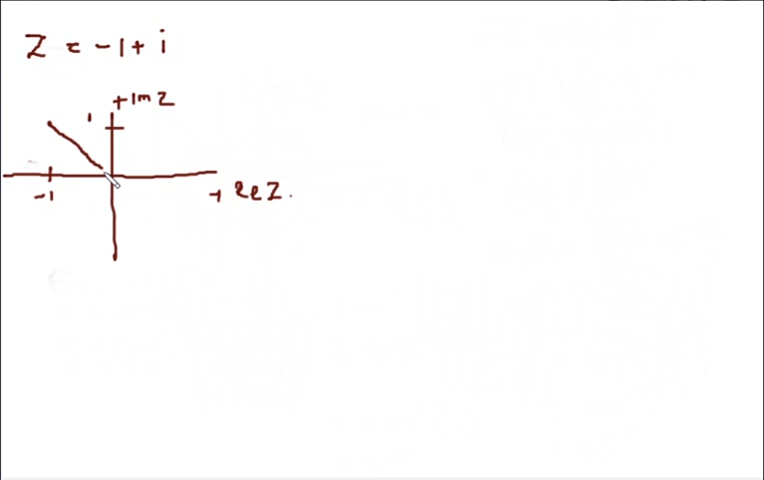 Z = -1 + i
+ Im Z
1
-1
+ Re Z.